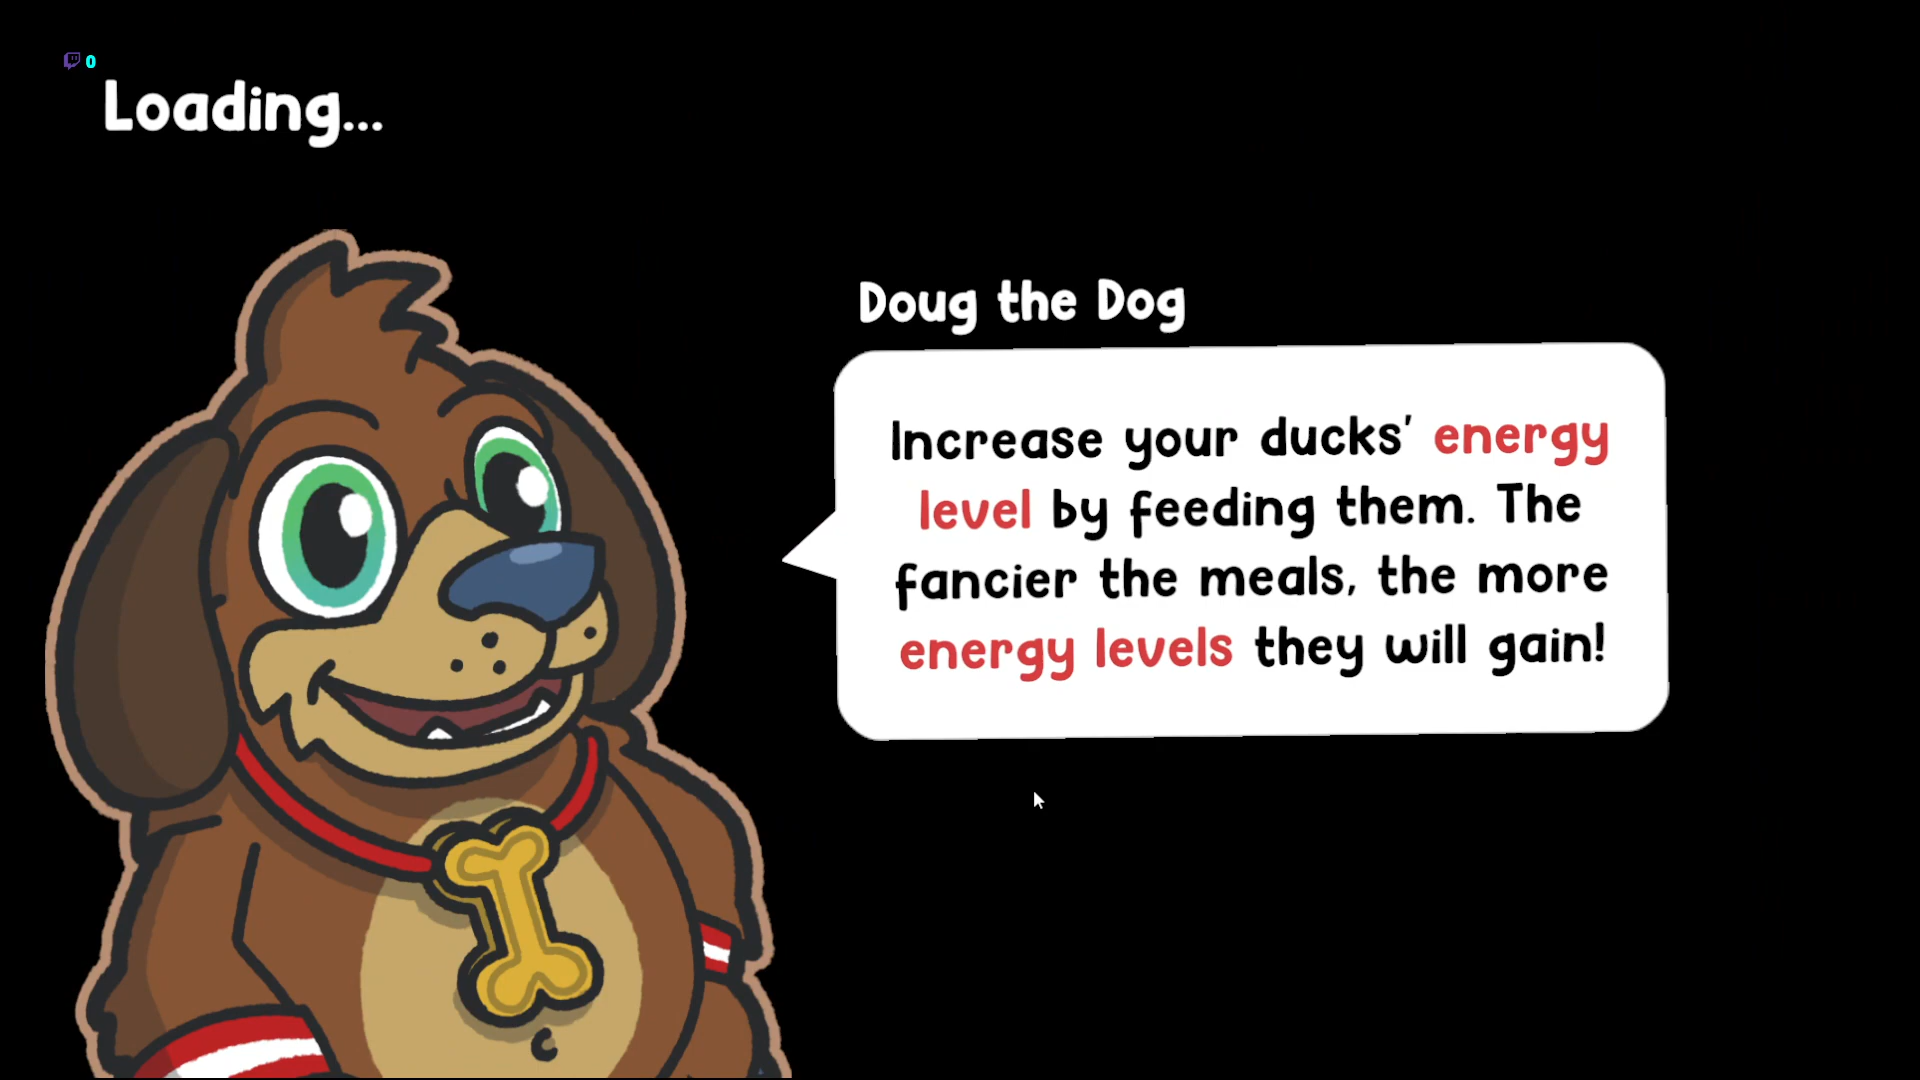 0
Loading...
Doug the Dog
Increase your ducks' energy
level by feeding them. The
fancier the meals, the more
energy levels they will gain!